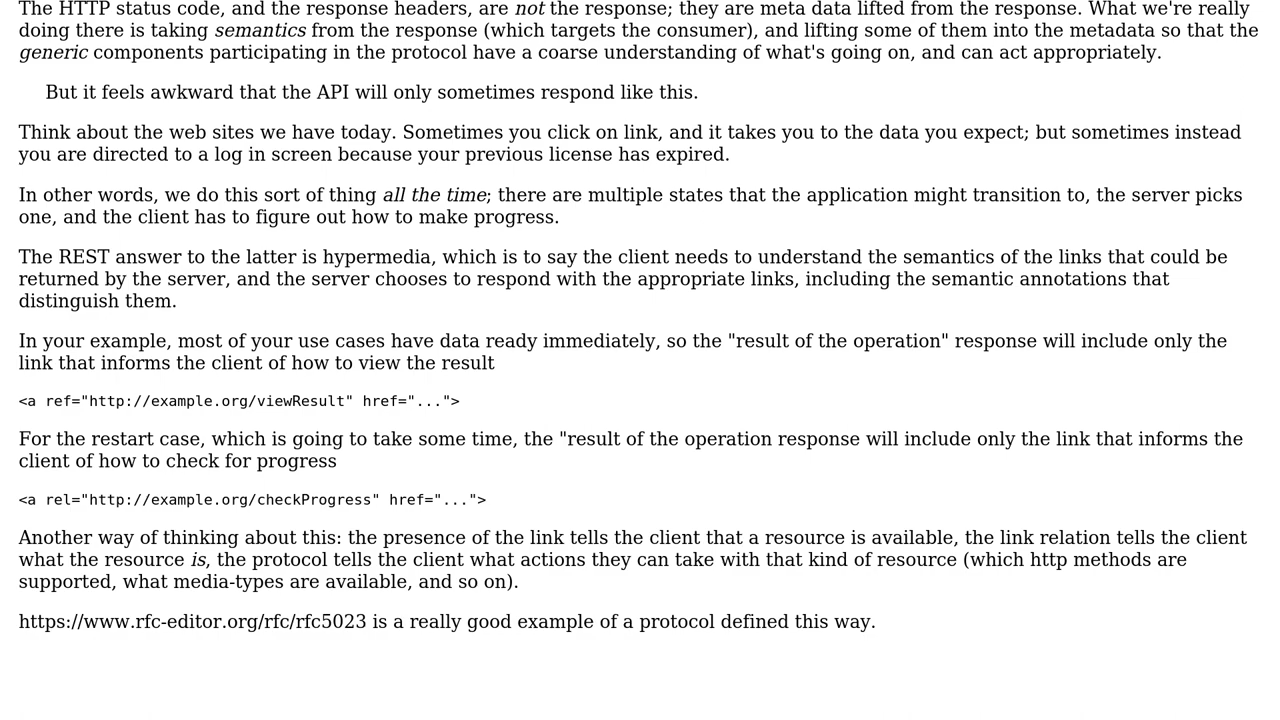 The HTTP status code, and the response headers, are not the response; they are meta data lifted from the response. What we're really
doing there is taking semantics from the response (which targets the consumer), and lifting some of them into the metadata so that the
generic components participating in the protocol have a coarse understanding of what's going on, and can act appropriately.
But it feels awkward that the API will only sometimes respond like this.
Think about the web sites we have today. Sometimes you click on link, and it takes you to the data you expect; but sometimes instead
you are directed to a log in screen because your previous license has expired.
In other words, we do this sort of thing all the time; there are multiple states that the application might transition to, the server picks
one, and the client has to figure out how to make progress.
The REST answer to the latter is hypermedia, which is to say the client needs to understand the semantics of the links that could be
returned by the server, and the server chooses to respond with the appropriate links, including the semantic annotations that
distinguish them.
In your example, most of your use cases have data ready immediately, so the "result of the operation" response will include only the
link that informs the client of how to view the result
<a ref="http://example.org/viewResult" href="...">
For the restart case, which is going to take some time, the "result of the operation response will include only the link that informs the
client of how to check for progress
<a rel="http://example.org/checkProgress" href="...">
Another way of thinking about this: the presence of the link tells the client that a resource is available, the link relation tells the client
what the resource is, the protocol tells the client what actions they can take with that kind of resource (which http methods are
supported, what media-types are available, and so on).
https://www.rfc-editor.org/rfc/rfc5023 is a really good example of a protocol defined this way.